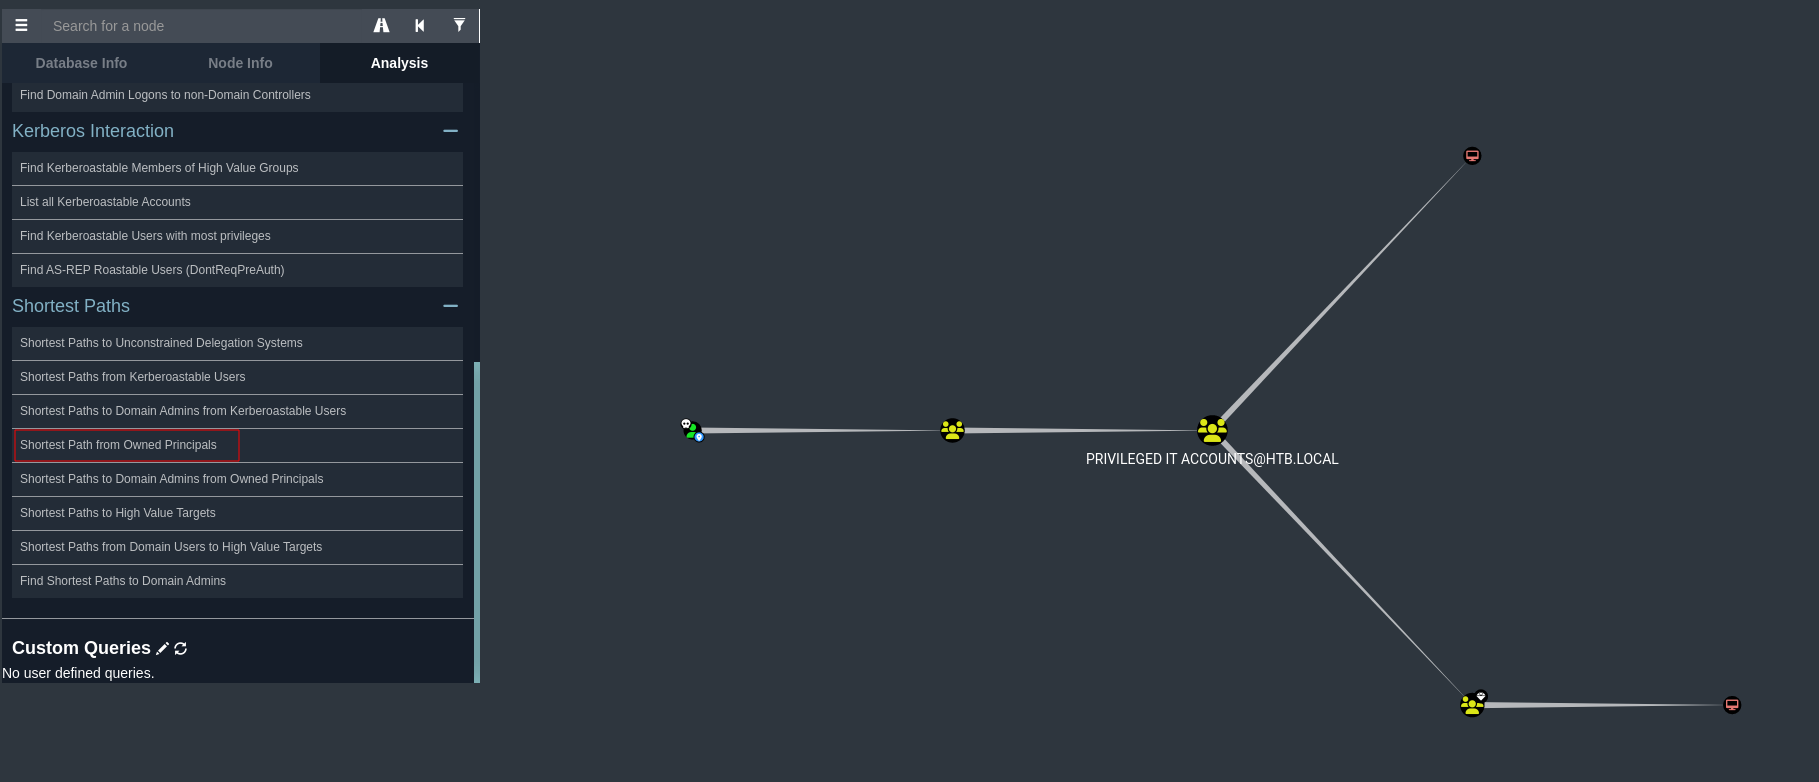 Search for a node
Database Info
Node Info
Analysis
Find Domain Admin Logons to non-Domain Controllers
Kerberos Interaction
Find Kerberoastable Members of High Value Groups
List all Kerberoastable Accounts
Find Kerberoastable Users with most privileges
Find AS-REP Roastable Users (DontReqPreAuth)
Shortest Paths
Shortest Paths to Unconstrained Delegation Systems
Shortest Paths from Kerberoastable Users
Shortest Paths to Domain Admins from Kerberoastable Users
Shortest Path from Owned Principals
Shortest Paths to Domain Admins from Owned Principals
Shortest Paths to High Value Targets
Shortest Paths from Domain Users to High Value Targets
Find Shortest Paths to Domain Admins
Custom Queries
No user defined queries.
PRIVILEGED IT ACCOUNTS@HTB.LOCAL